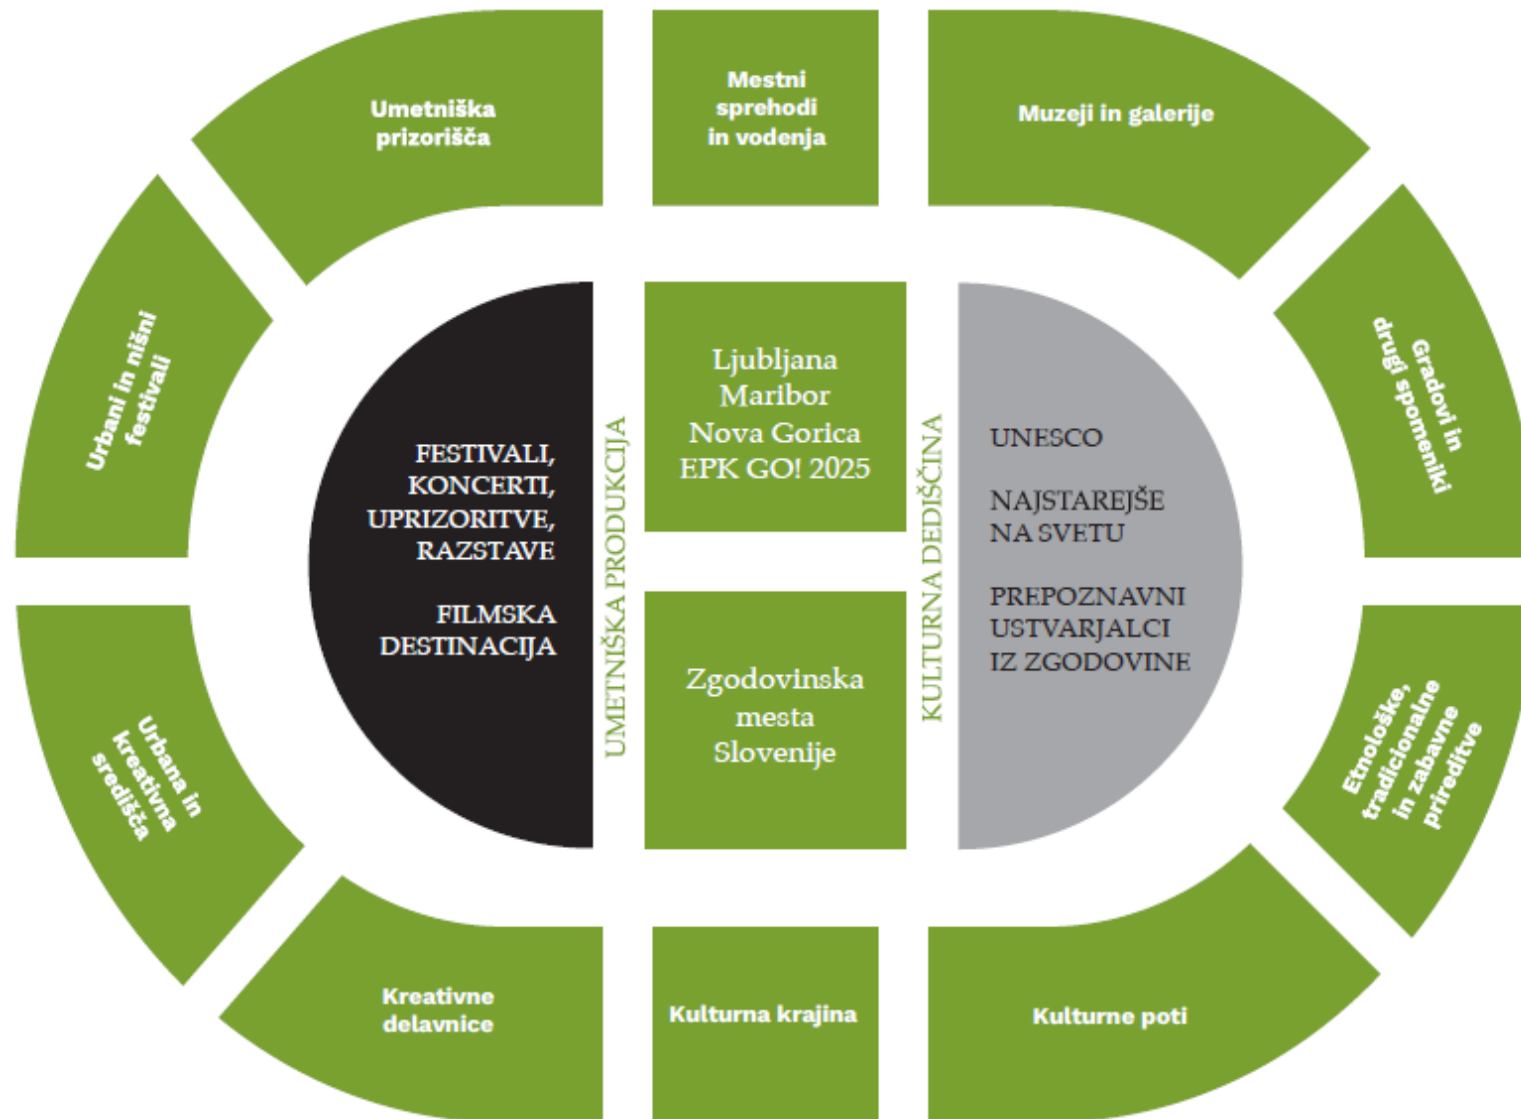 Umetniška
prizorišča
Mestni
sprehodi
in vodenja
Muzeji in galerije
Urbani in nišni
festivali
Gradovi in
drugi spomeniki
FESTIVALI,
KONCERTI,
UPRIZORITVE,
RAZSTAVE
FILMSKA
DESTINACIJA
UMETNIŠKA PRODUKCIJA
Ljubljana
Maribor
Nova Gorica
EPK GO! 2025
Zgodovinska
mesta
Slovenije
KULTURNA DEDIŠČINA
UNESCO
NAJSTAREJŠE
NA SVETU
PREPOZNAVNI
USTVARJALCI
IZ ZGODOVINE
Urbana in
kreativna
središča
Etnološke,
tradicionalne
in zabavne
prireditve
Kreativne
delavnice
Kulturna krajina
Kulturne poti